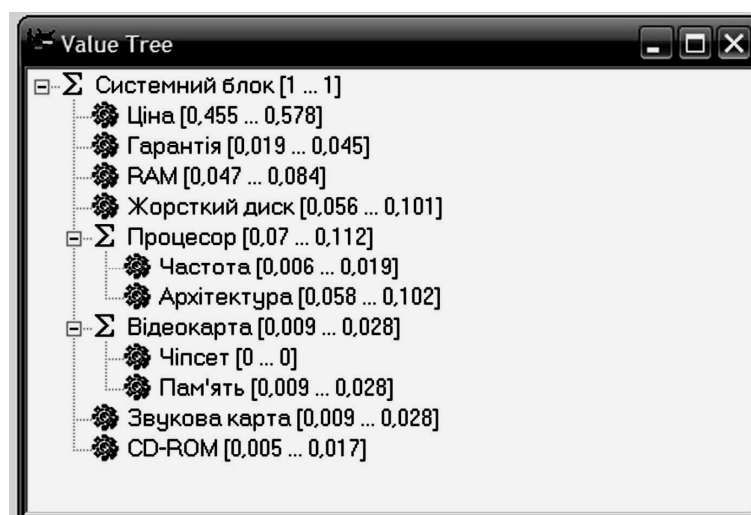 Value Tree
Системний блок [1 ... 1]
Ціна [0,455 ... 0,578]
Гарантія [0,019 ... 0,045]
RAM [0,047 ... 0,084]
Жорсткий диск [0,056 ... 0,101]
Процесор [0,07 ... 0,112]
Частота [0,006 ... 0,019]
Архітектура [0,058 ... 0,102]
Відеокарта [0,009 ... 0,028]
Чіпсет [0 ... 0]
Пам'ять [0,009 ... 0,028]
Звукова карта [0,009 ... 0,028]
CD-ROM [0,005 ... 0,017]